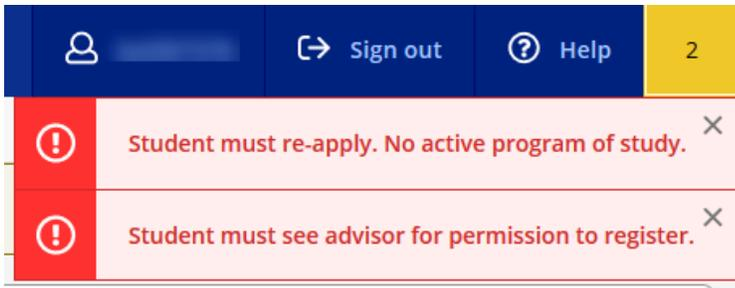 Sign out
Help
2
Student must re-apply. No active program of study.
Student must see advisor for permission to register.